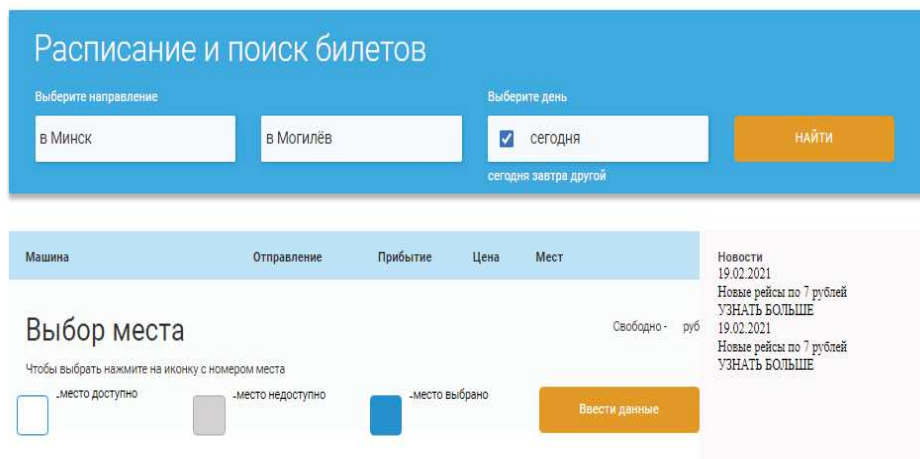 Расписание и поиск билетов
Выберите направление
Выберите день
в Минск
в Могилёв
сегодня
НАЙТИ
сегодня завтра другой
Машина Отправление Прибытие Цена Мест
Выбор места
Свободно - руб
Чтобы выбрать нажмите на иконку с номером места
-место доступно
-место недоступно
-место выбрано
Ввести данные
Новости
19.02.2021
Новые рейсы по 7 рублей
УЗНАТЬ БОЛЬШЕ
19.02.2021
Новые рейсы по 7 рублей
УЗНАТЬ БОЛЬШЕ